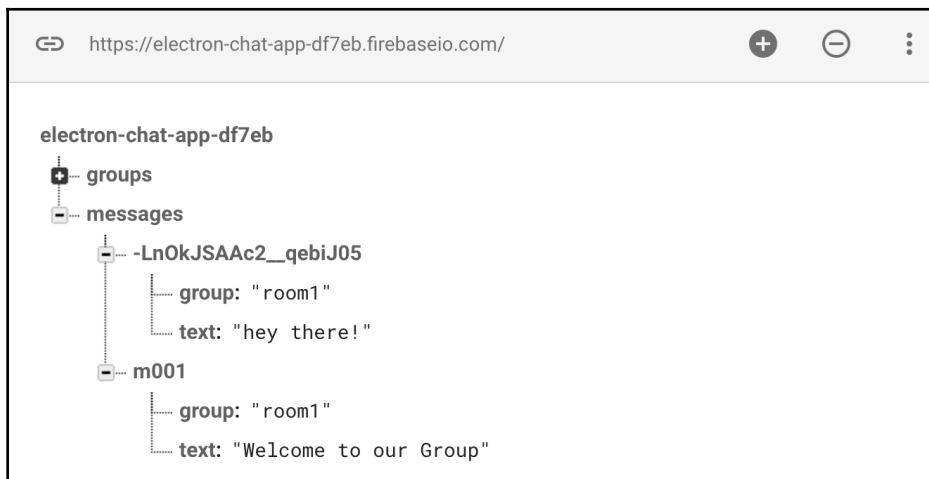 https://electron-chat-app-df7eb.firebaseio.com/
electron-chat-app-df7eb
groups
messages
-LnOkJSAAc2__qebiJ05
group: "room1"
text: "hey there!"
m001
group: "room1"
text: "Welcome to our Group"